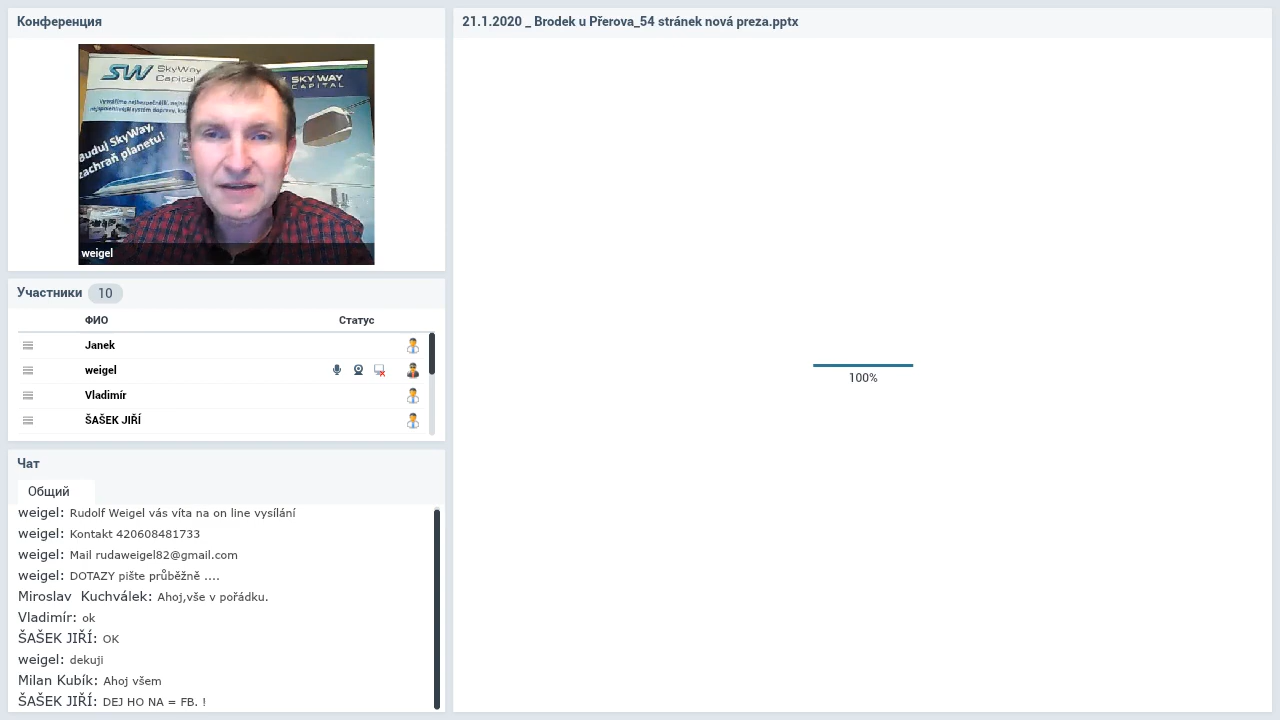 Конференция
SW SkyWay Capital
SKY WAY CAPITAL
auduj SkyWay,
zachraň planetu!
weigel
Участники 10
ФИО Статус
Janek
weigel
Vladimír
ŠAŠEK JIŘÍ
Чат
Общий
weigel: Rudolf Weigel vás víta na on line vysílání
weigel: Kontakt 420608481733
weigel: Mail rudaweigel82@gmail.com
weigel: DOTAZY pište průběžně ....
Miroslav Kuchválek: Ahoj,vše v pořádku.
Vladimír: ok
ŠAŠEK JIŘÍ: OK
weigel: dekuji
Milan Kubík: Ahoj všem
ŠAŠEK JIŘÍ: DEJ HO NA = FB. !
21.1.2020 _ Brodek u Přerova_54 stránek nová preza.pptx
100%